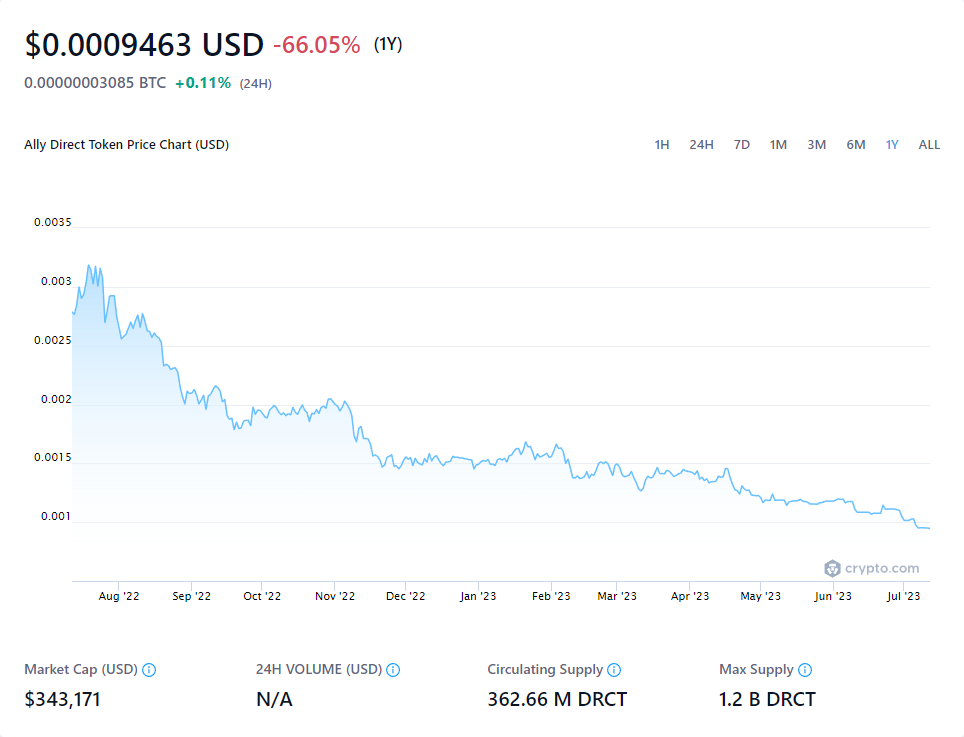 $0.0009463 USD -66.05% (1Y)
0.00000003085 BTC +0.11% (24H)
Ally Direct Token Price Chart (USD) 1H 24H 7D 1M 3M 6M 1Y ALL
0.0035
0.003
0.0025
0.002
0.0015
0.001
crypto.com
Aug '22 Sep '22 Oct '22 Nov '22 Dec '22 Jan '23 Feb '23 Mar '23 Apr '23 May '23 Jun '23 Jul '23
Market Cap (USD) 24H VOLUME (USD) Circulating Supply Max Supply
$343,171 N/A 362.66 M DRCT 1.2 B DRCT